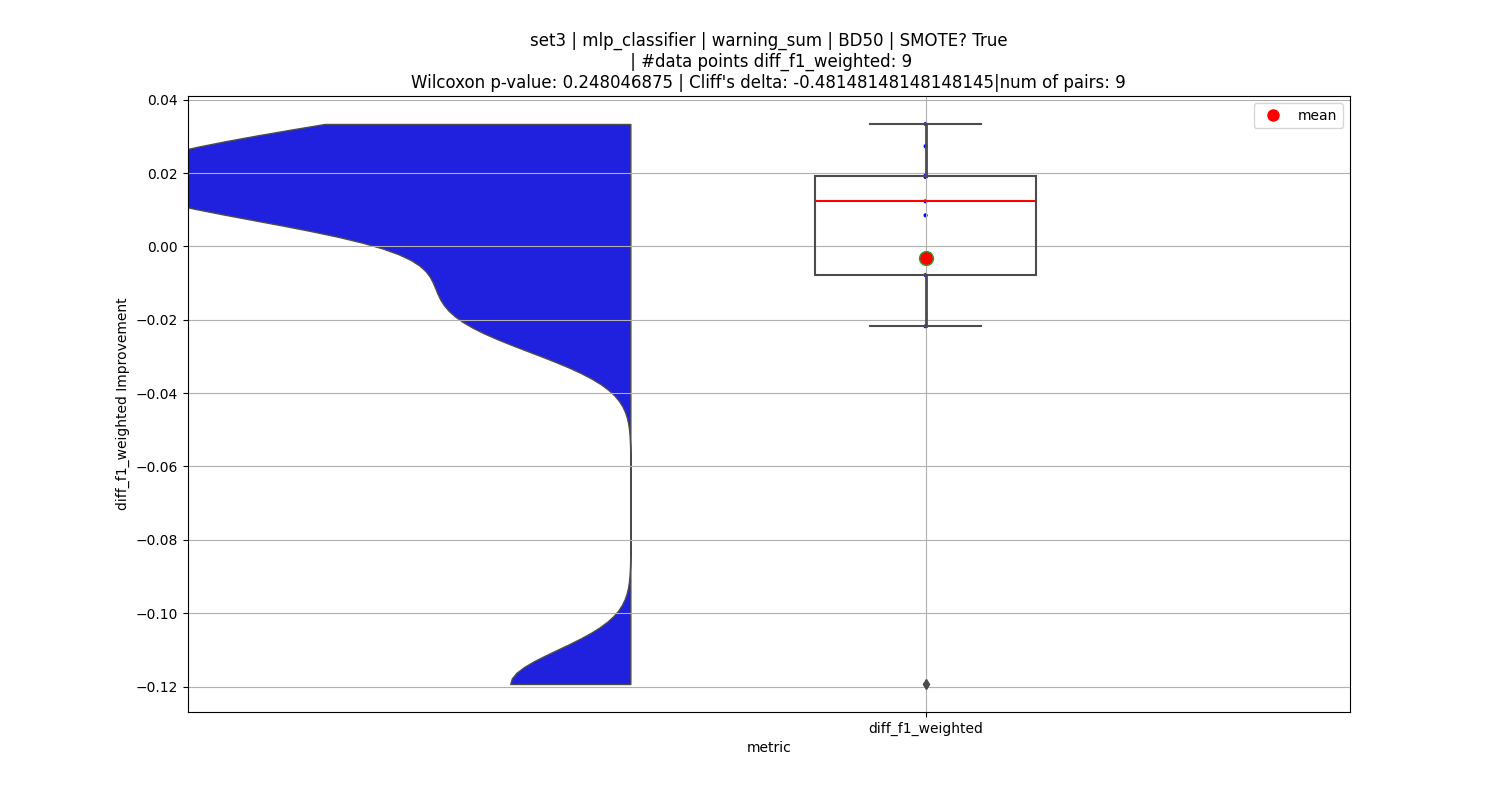 set3 | mlp_classifier | warning_sum | BD50 | SMOTE? True
| #data points diff_f1_weighted: 9
Wilcoxon p-value: 0.248046875 | Cliff's delta: -0.48148148148148145|num of pairs: 9
mean
0.04
0.02
0.00
−0.02
−0.04
−0.06
−0.08
−0.10
−0.12
diff_f1_weighted Improvement
diff_f1_weighted
metric